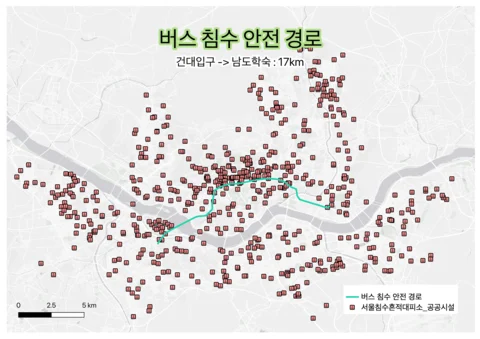 버스 침수 안전 경로
건대입구 -> 남도학숙 : 17km
버스 침수 안전 경로
서울침수흔적대피소_공공시설
0 2.5 5 km